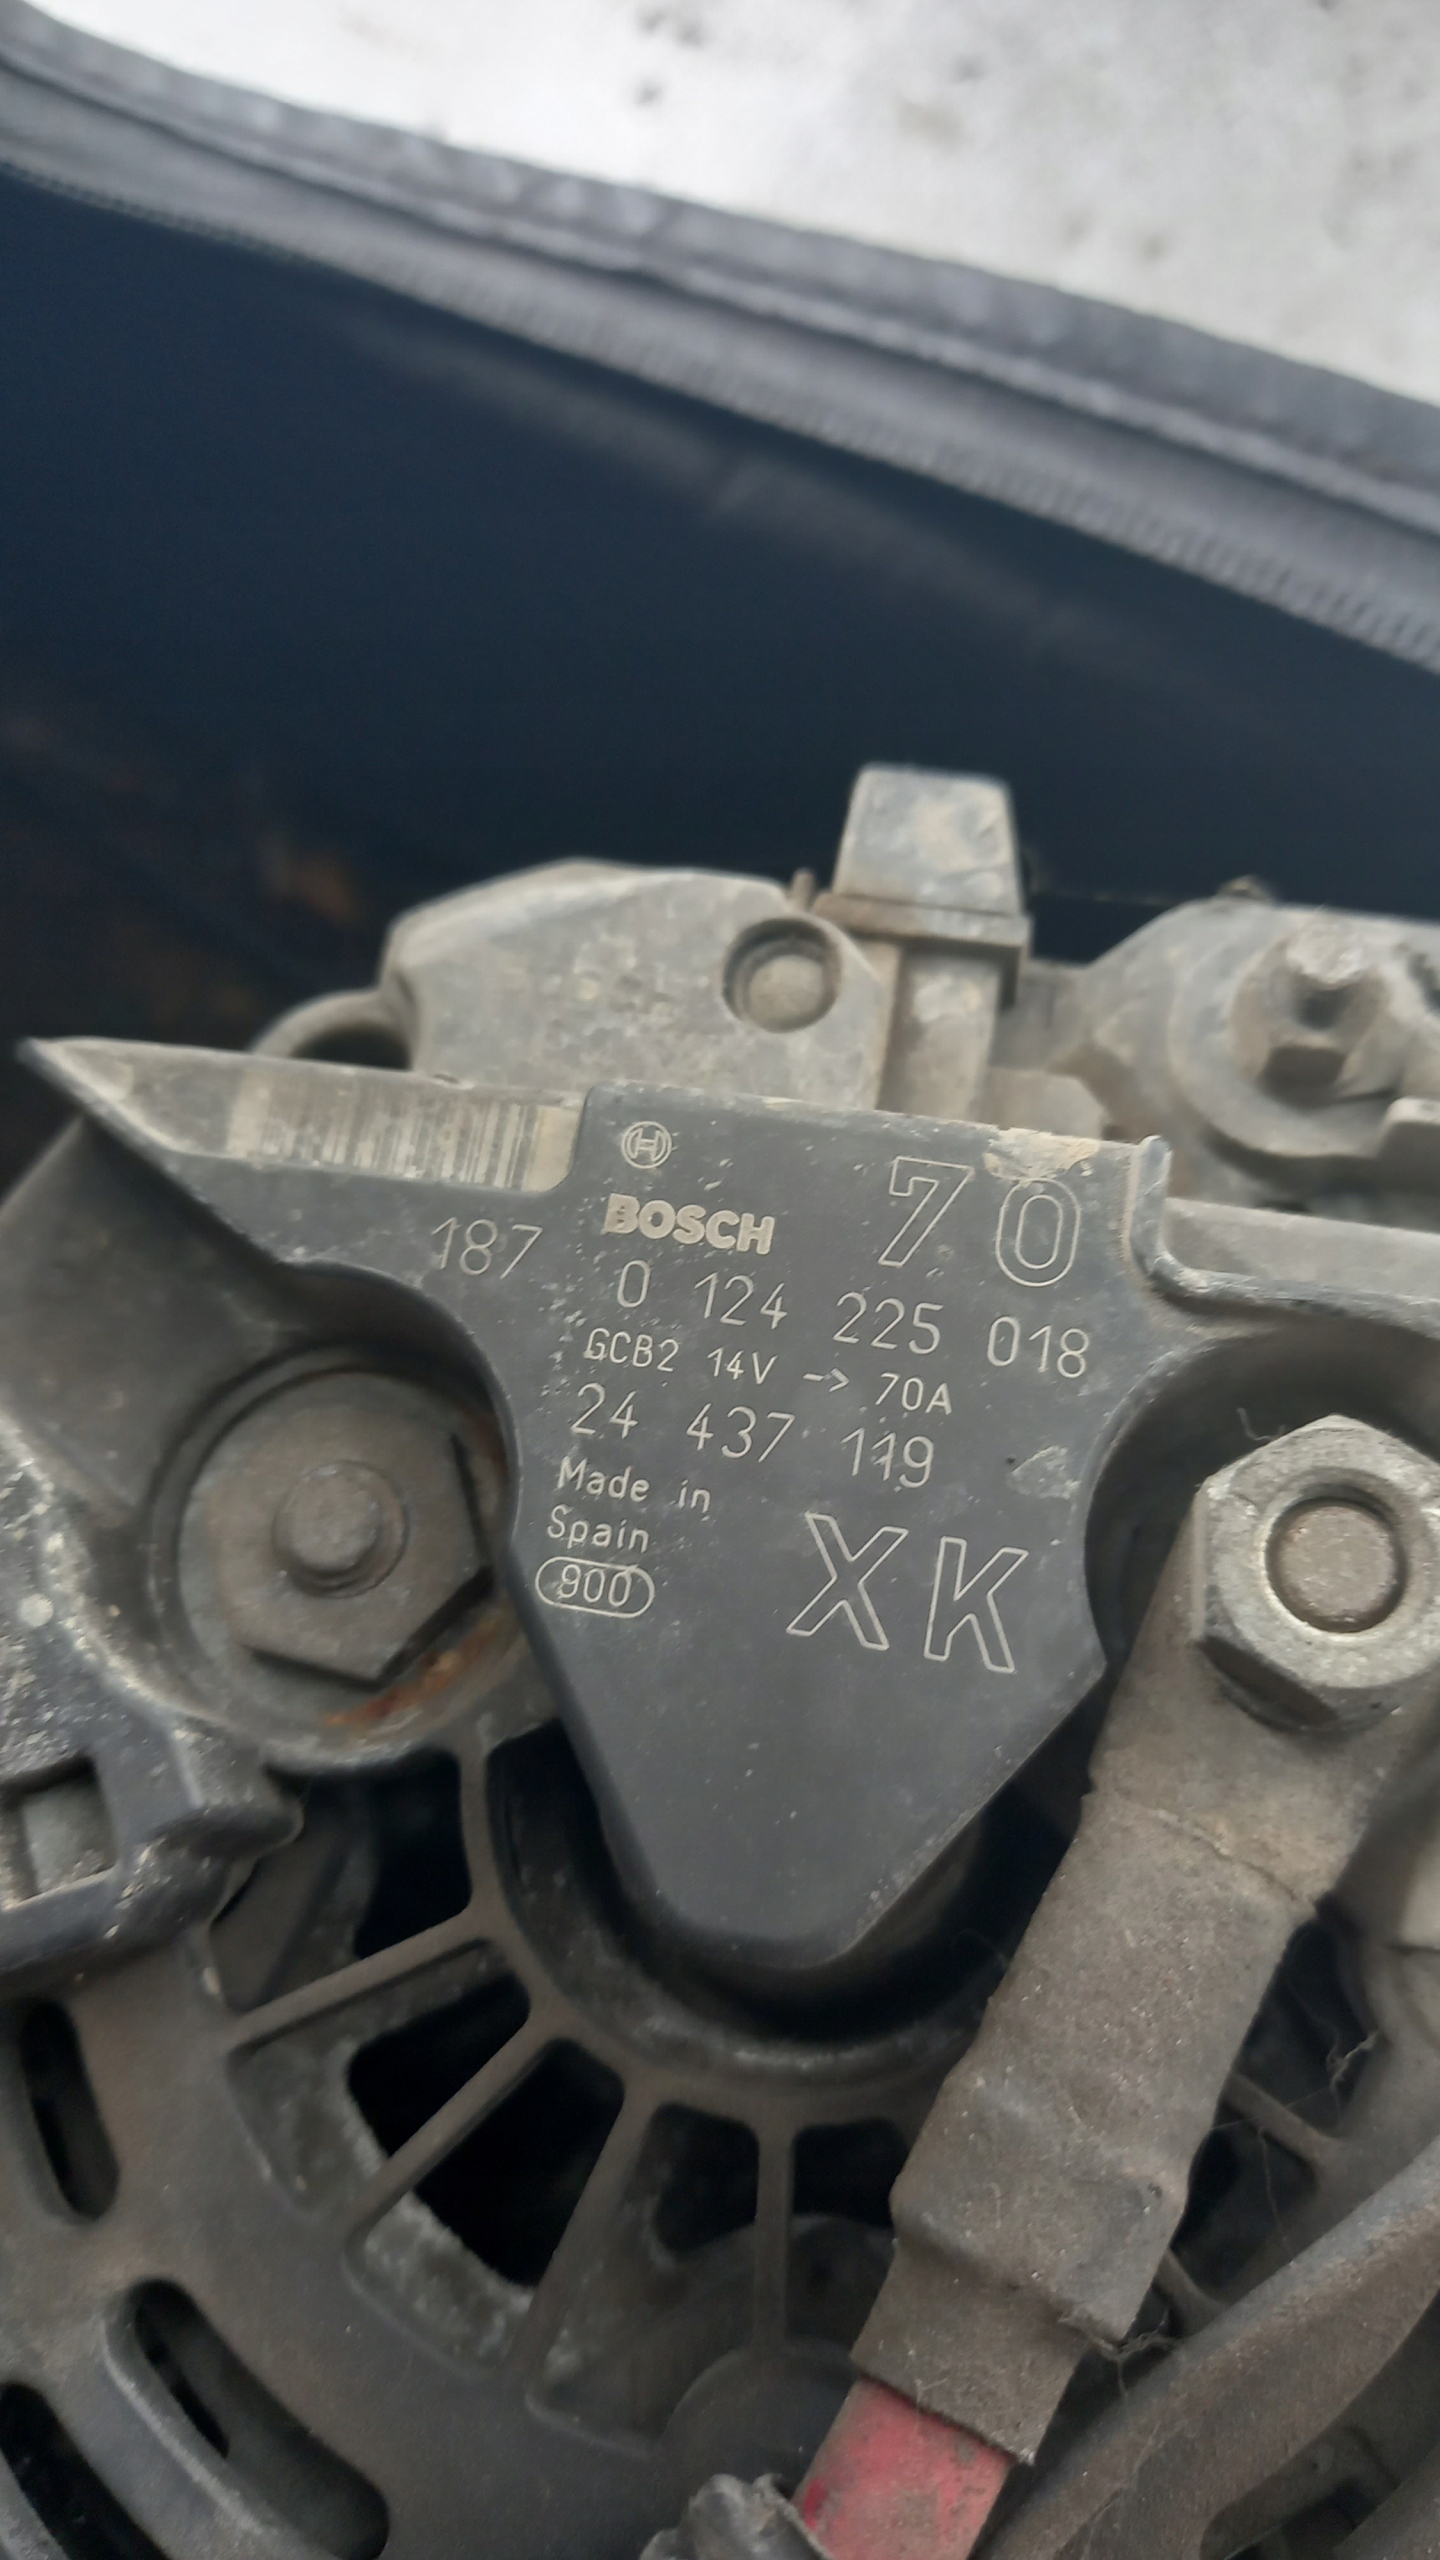 BOSCH 70
187
0 124 225 018
GCB2 14V -> 70A
24 437 119
Made in
Spain
900
XK